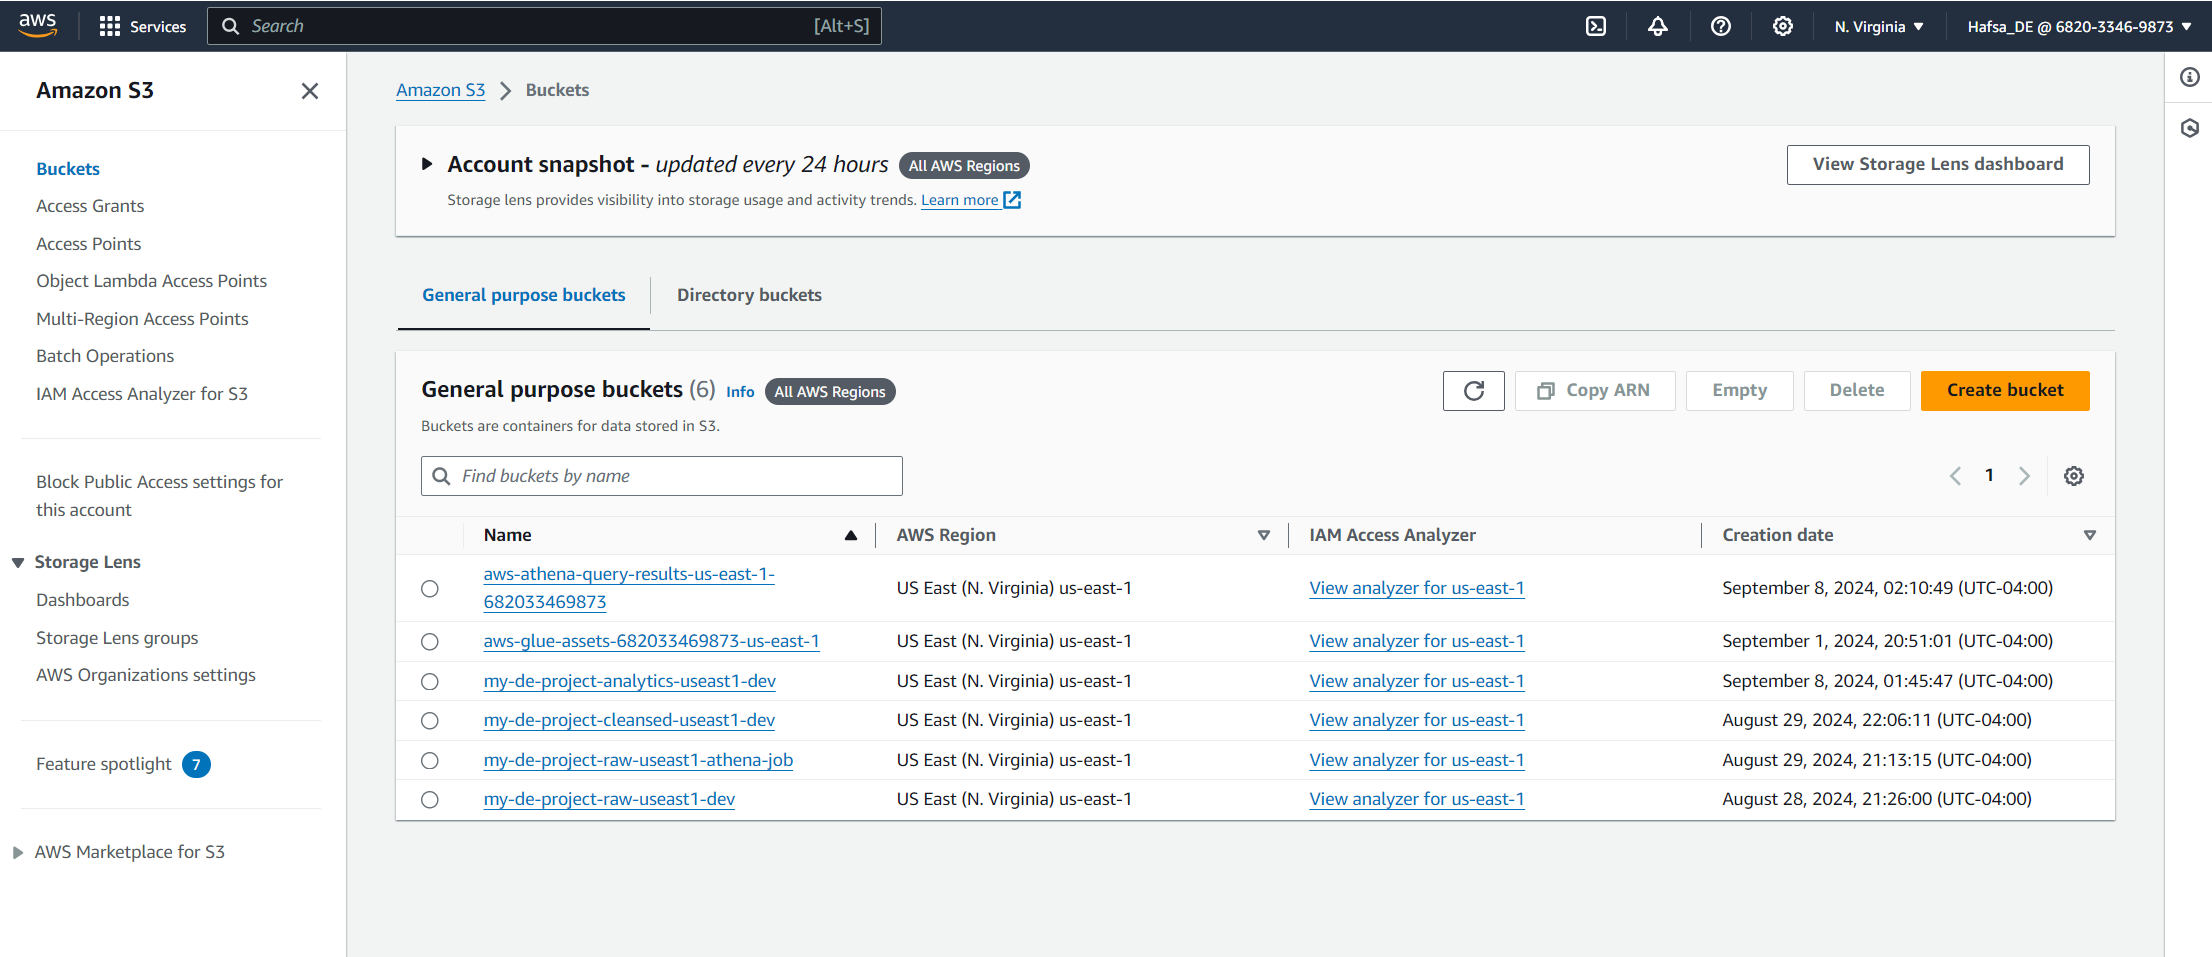 aws
Services
Search
[Alt+S]
N. Virginia
Hafsa_DE @ 6820-3346-9873
Amazon S3
Buckets
Access Grants
Access Points
Object Lambda Access Points
Multi-Region Access Points
Batch Operations
IAM Access Analyzer for S3
Block Public Access settings for
this account
Storage Lens
Dashboards
Storage Lens groups
AWS Organizations settings
Feature spotlight 7
AWS Marketplace for S3
Amazon S3 > Buckets
Account snapshot - updated every 24 hours All AWS Regions
Storage lens provides visibility into storage usage and activity trends. Learn more
View Storage Lens dashboard
General purpose buckets
Directory buckets
General purpose buckets (6) Info All AWS Regions
Buckets are containers for data stored in S3.
Copy ARN
Empty
Delete
Create bucket
Find buckets by name
1
Name AWS Region IAM Access Analyzer Creation date
aws-athena-query-results-us-east-1-
682033469873 US East (N. Virginia) us-east-1 View analyzer for us-east-1 September 8, 2024, 02:10:49 (UTC-04:00)
aws-glue-assets-682033469873-us-east-1 US East (N. Virginia) us-east-1 View analyzer for us-east-1 September 1, 2024, 20:51:01 (UTC-04:00)
my-de-project-analytics-useast1-dev US East (N. Virginia) us-east-1 View analyzer for us-east-1 September 8, 2024, 01:45:47 (UTC-04:00)
my-de-project-cleansed-useast1-dev US East (N. Virginia) us-east-1 View analyzer for us-east-1 August 29, 2024, 22:06:11 (UTC-04:00)
my-de-project-raw-useast1-athena-job US East (N. Virginia) us-east-1 View analyzer for us-east-1 August 29, 2024, 21:13:15 (UTC-04:00)
my-de-project-raw-useast1-dev US East (N. Virginia) us-east-1 View analyzer for us-east-1 August 28, 2024, 21:26:00 (UTC-04:00)